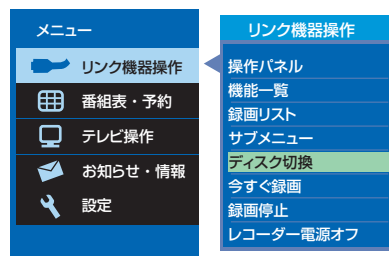 メニュー
リンク機器操作
番組表・予約
テレビ操作
お知らせ・情報
設定
リンク機器操作
操作パネル
機能一覧
録画リスト
サブメニュー
ディスク切換
今すぐ録画
録画停止
レコーダー電源オフ